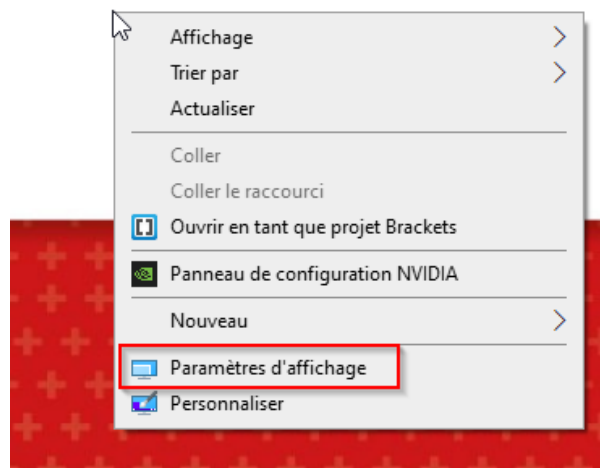 Affichage
Trier par
Actualiser
Coller
Coller le raccourci
Ouvrir en tant que projet Brackets
Panneau de configuration NVIDIA
Nouveau
Paramètres d'affichage
Personnaliser